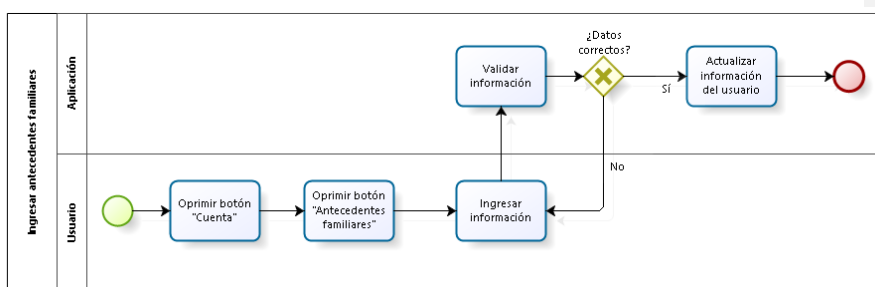 Ingresar antecedentes familiares
Aplicación
Validar
información
¿Datos
correctos?
Sí
No
Actualizar
información
del usuario
Usuario
Oprimir botón
"Cuenta"
Oprimir botón
"Antecedentes
familiares"
Ingresar
información